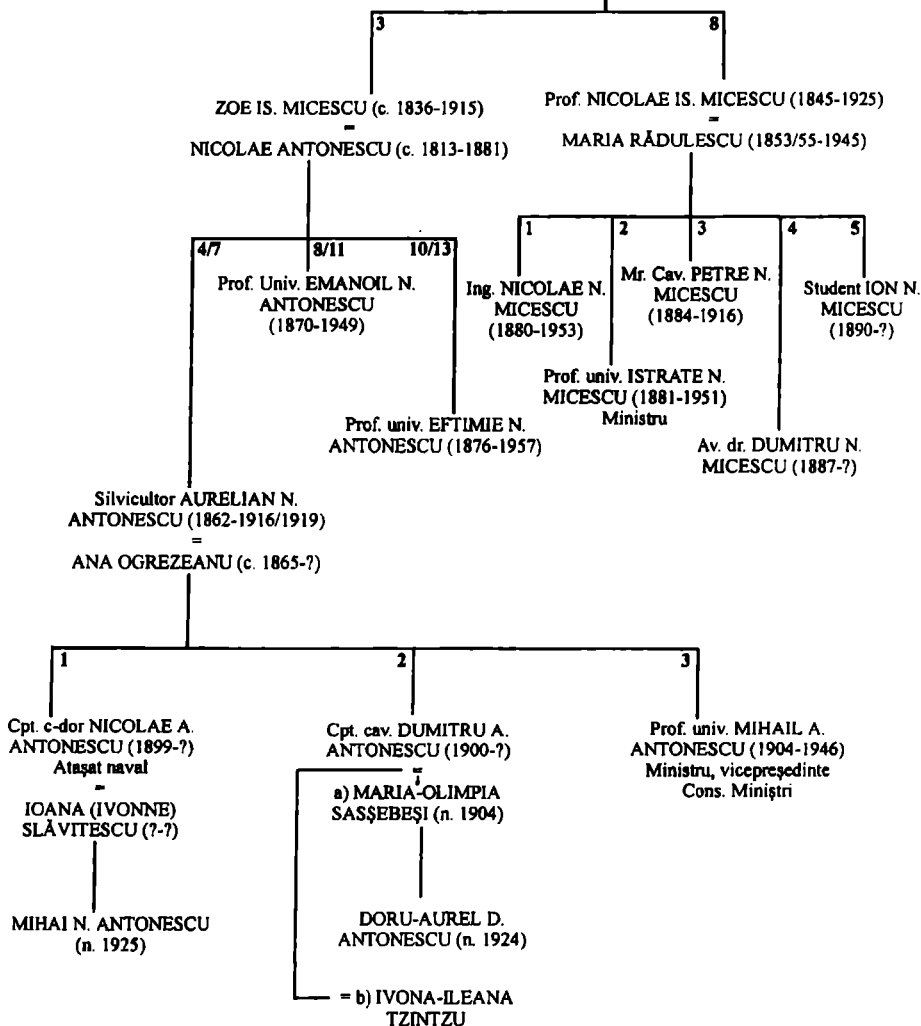 3
8
ZOE IS. MICESCU (c. 1836-1915)
=
NICOLAE ANTONESCU (c. 1813-1881)
Prof. NICOLAE IS. MICESCU (1845-1925)
=
MARIA RĂDULESCU (1853/55-1945)
4/7
8/11
10/13
Prof. Univ. EMANOIL N.
ANTONESCU
(1870-1949)
Prof. univ. EFTIMIE N.
ANTONESCU (1876-1957)
1
2
3
4
5
Ing. NICOLAE N.
MICESCU
(1880-1953)
Prof. univ. ISTRATE N.
MICESCU (1881-1951)
Ministru
Mr. Cav. PETRE N.
MICESCU
(1884-1916)
Av. dr. DUMITRU N.
MICESCU (1887-?)
Student ION N.
MICESCU
(1890-?)
Silvicultor AURELIAN N.
ANTONESCU (1862-1916/1919)
=
ANA OGREZEANU (c. 1865-?)
1
2
3
Cpt. c-dor NICOLAE A.
ANTONESCU (1899-?)
Atașat naval
=
IOANA (IVONNE)
SLĂVITESCU (?-?)
MIHAI N. ANTONESCU
(n. 1925)
Cpt. cav. DUMITRU A.
ANTONESCU (1900-?)
=
a) MARIA-OLIMPIA
SASȘEBEȘI (n. 1904)
DORU-AUREL D.
ANTONESCU (n. 1924)
= b) IVONA-ILEANA
TZINTZU
Prof. univ. MIHAIL A.
ANTONESCU (1904-1946)
Ministru, vicepreședinte
Cons. Miniștri